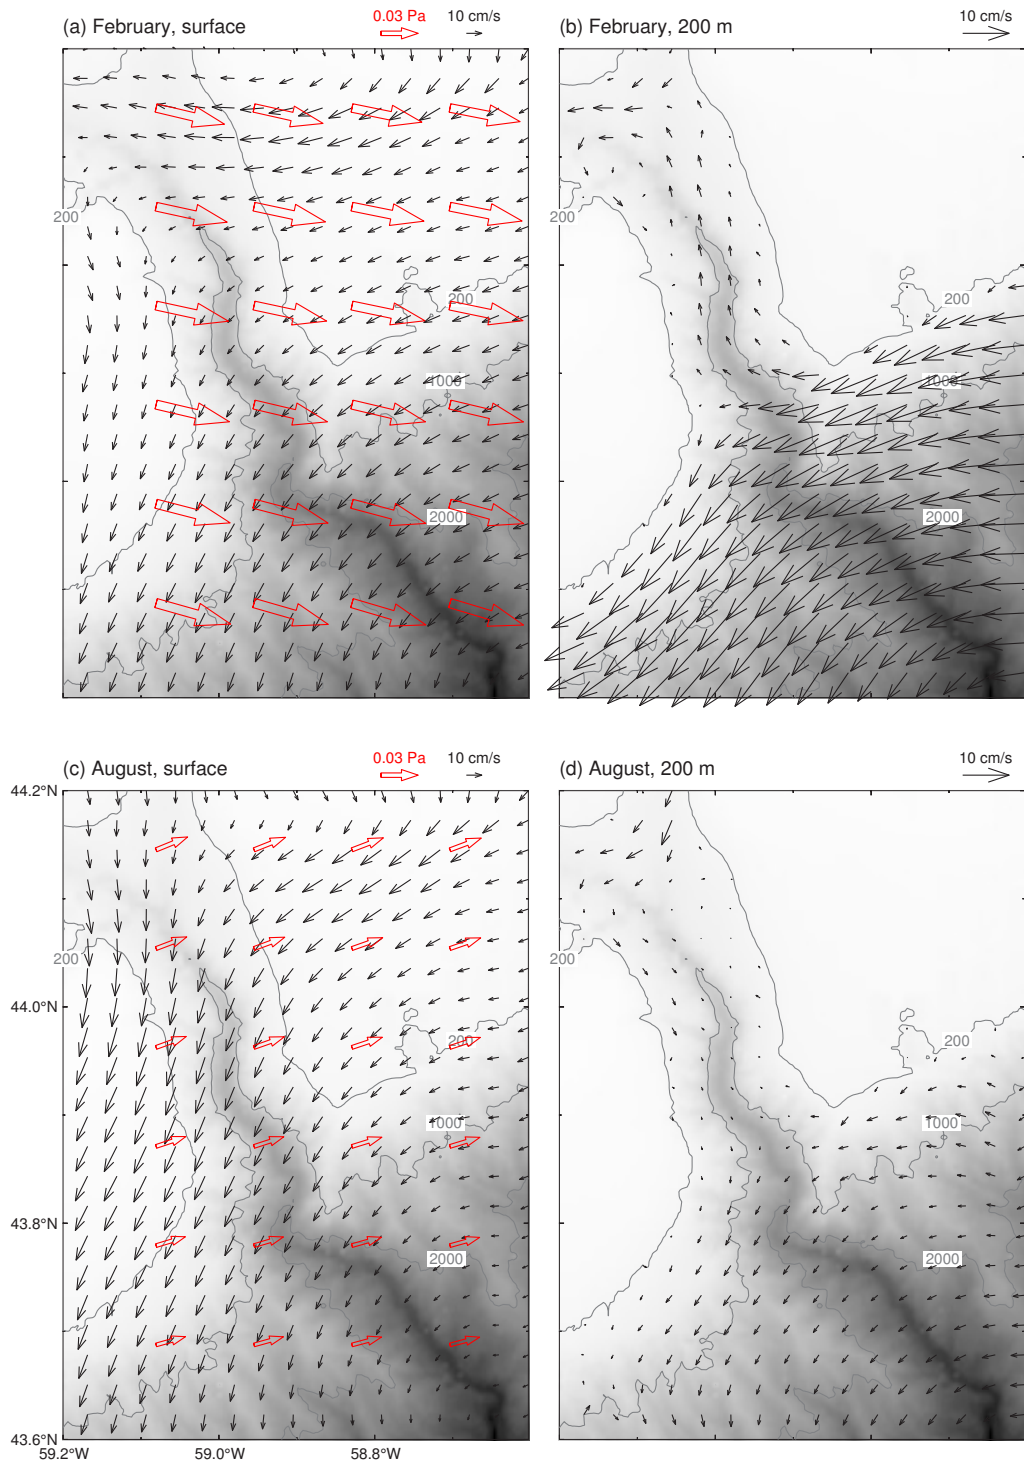 (a) February, surface
0.03 Pa
10 cm/s
200
200
1000
2000
(b) February, 200 m
10 cm/s
200
200
1000
2000
(c) August, surface
0.03 Pa
10 cm/s
44.2°N
200
44.0°N
200
1000
43.8°N
2000
43.6°N
59.2°W
59.0°W
58.8°W
(d) August, 200 m
10 cm/s
200
200
1000
2000